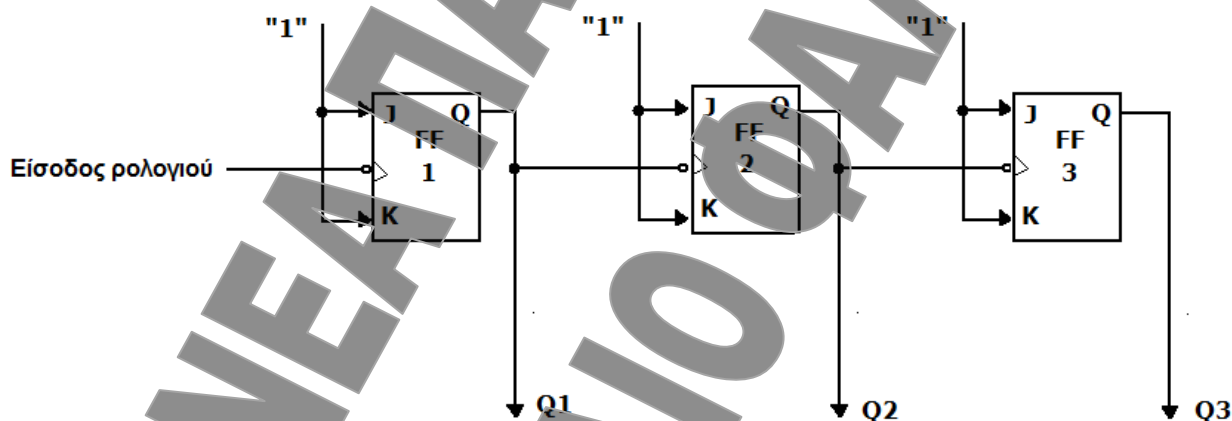 "1" "1" "1"
J Q J Q J Q
FF FF FF
Είσοδος ρολογιού 1 2 3
K K K
Q1 Q2 Q3